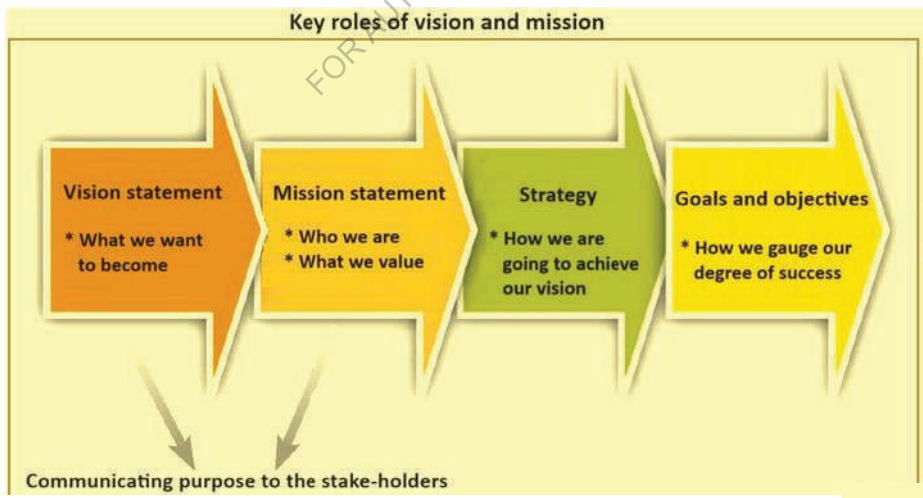 Key roles of vision and mission
FOR AU
Vision statement
* What we want
to become
Mission statement
* Who we are
* What we value
Strategy
* How we are
going to achieve
our vision
Goals and objectives
* How we gauge our
degree of success
Communicating purpose to the stake-holders